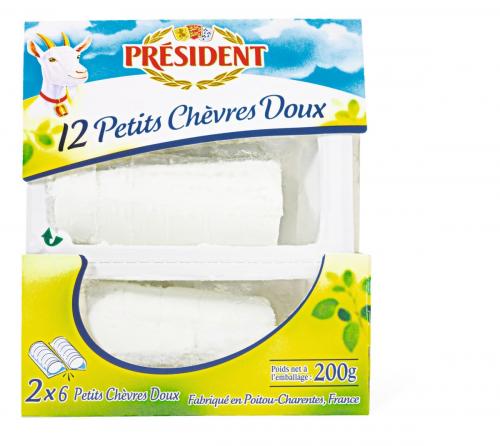 PRÉSIDENT
12 Petits Chèvres Doux
Poids net à
l'emballage: 200g
2x6 Petits Chèvres Doux
Fabriqué en Poitou-Charentes, France